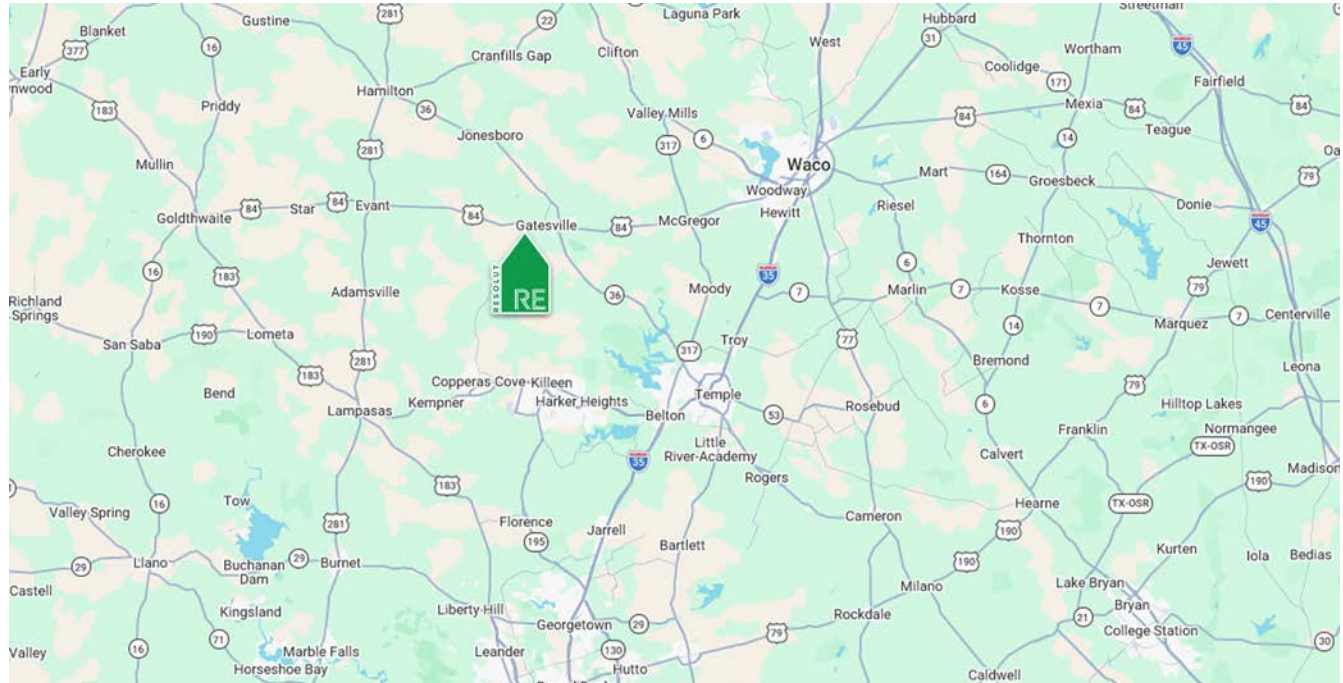 281
Streetman
Gustine
22
Laguna Park
Hubbard
Blanket
31
West
Wortham
45
377
16
Cranfills Gap
Clifton
Early
Coolidge
Fairfield
171
Hamilton
183
Priddy
36
Valley Mills
Mexia
84
84
84
Jonesboro
6
Teague
14
281
317
Mullin
Waco
Mart
164
Groesbeck
79
Woodway
84
Star
84
Evant
84
Gatesville
84
McGregor
Hewitt
Riesel
Donie
Goldthwaite
45
Thornton
16
183
6
Jewett
35
Richland
Springs
Adamsville
RESOLUT
RE
36
Moody
7
Marlin
7
Kosse
79
7
7
Centerville
Marquez
San Saba
190
Lometa
Troy
77
14
281
317
Bremond
Leona
Bend
183
Copperas Cove
Killeen
79
Lampasas
Kempner
Harker Heights
Temple
Belton
53
Rosebud
6
Hilltop Lakes
Franklin
Normangee
TX-OSR
Cherokee
Little
River-Academy
35
Calvert
Madison
190
Rogers
183
Tow
16
Hearne
TX-OSR
Valley Spring
281
Florence
Jarrell
Cameron
190
195
Bartlett
Kurten
Iola
Bedias
29
Llano
Buchanan
Dam
29
Burnet
190
Castell
Milano
Lake Bryan
Kingsland
Liberty Hill
Rockdale
Bryan
21
Georgetown
29
College Station
71
79
30
Valley
16
Marble Falls
Leander
130
Hutto
Horseshoe Bay
Caldwell